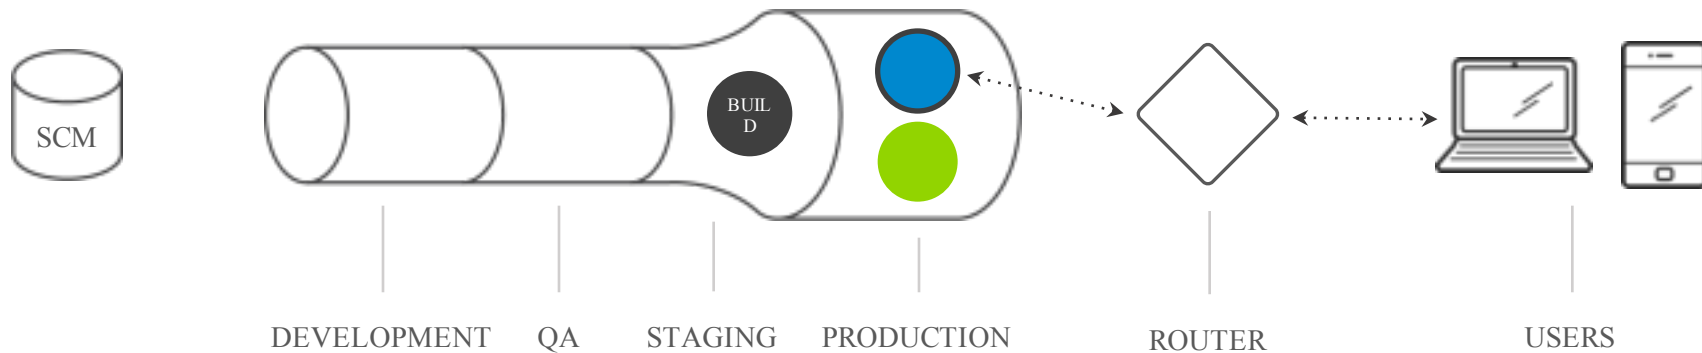 SCM
BUIL
D
DEVELOPMENT
QA
STAGING
PRODUCTION
ROUTER
USERS